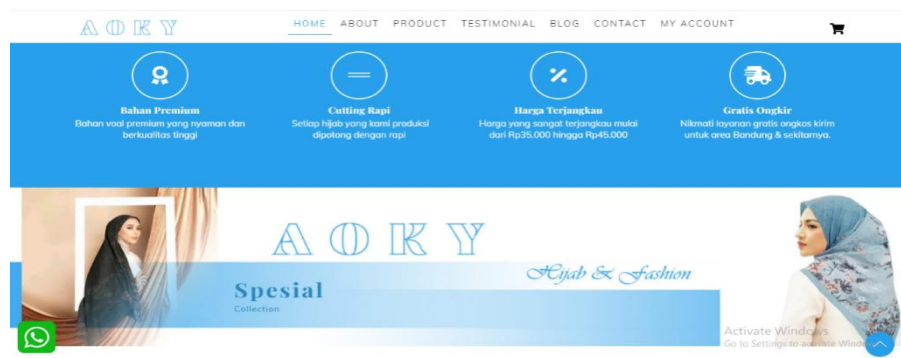 AOKY
HOME ABOUT PRODUCT TESTIMONIAL BLOG CONTACT MY ACCOUNT
Bahan Premium
Bahan voal premium yang nyaman dan
berkualitas tinggi
Cutting Rapi
Setiap hijab yang kami produksi
dipotong dengan rapi
Harga Terjangkau
Harga yang sangat terjangkau mulai
dari Rp35.000 hingga Rp45.000
Gratis Ongkir
Nikmati layanan gratis ongkos kirim
untuk area Bandung & sekitarnya.
AOKY
Hijab & Fashion
Spesial
Collection
Activate Windows
Go to Settings to activate Windo